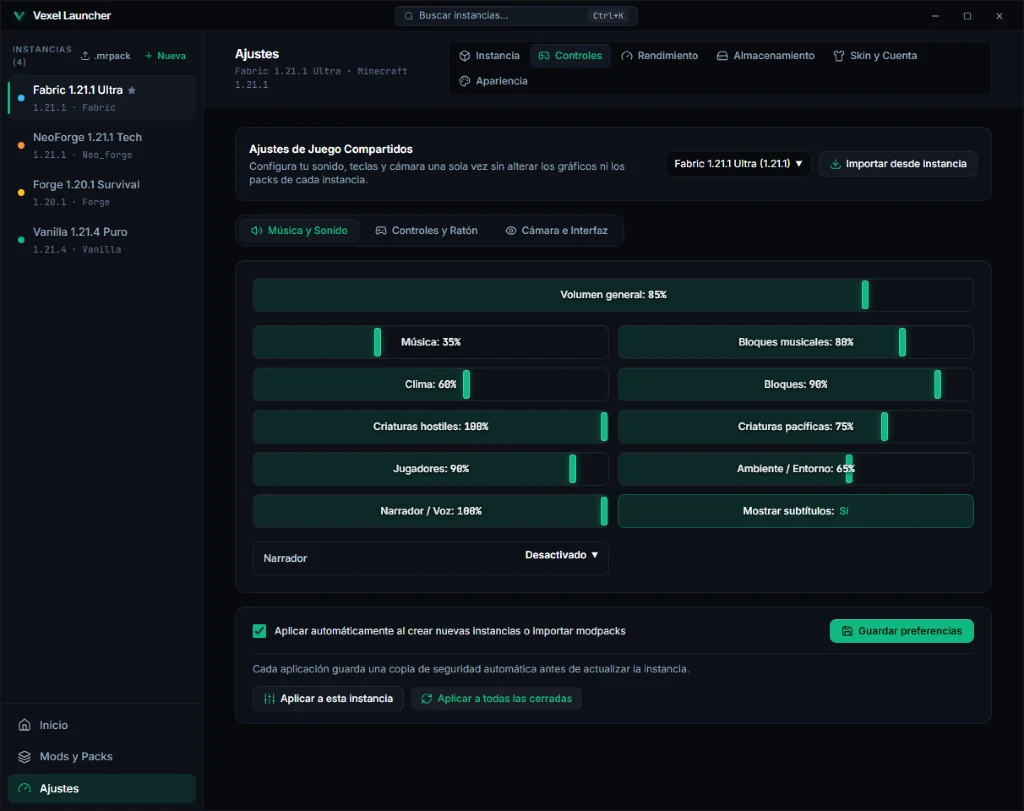 Vexel Launcher
Buscar instancias...
Ctrl+K
INSTANCIAS
(4)
.mrpack
+ Nueva
Fabric 1.21.1 Ultra ★
1.21.1 · Fabric
NeoForge 1.21.1 Tech
1.21.1 · Neo_forge
Forge 1.20.1 Survival
1.20.1 · Forge
Vanilla 1.21.4 Puro
1.21.4 · Vanilla
Inicio
Mods y Packs
Ajustes
Ajustes
Fabric 1.21.1 Ultra · Minecraft
1.21.1
Instancia
Controles
Rendimiento
Almacenamiento
Skin y Cuenta
Apariencia
Ajustes de Juego Compartidos
Configura tu sonido, teclas y cámara una sola vez sin alterar los gráficos ni los
packs de cada instancia.
Fabric 1.21.1 Ultra (1.21.1) ▼
Importar desde instancia
Música y Sonido
Controles y Ratón
Cámara e Interfaz
Volumen general: 85%
Música: 35%
Bloques musicales: 80%
Clima: 60%
Bloques: 90%
Criaturas hostiles: 100%
Criaturas pacíficas: 75%
Jugadores: 90%
Ambiente / Entorno: 65%
Narrador / Voz: 100%
Mostrar subtítulos: Sí
Narrador
Desactivado ▼
Aplicar automáticamente al crear nuevas instancias o importar modpacks
Guardar preferencias
Cada aplicación guarda una copia de seguridad automática antes de actualizar la instancia.
Aplicar a esta instancia
Aplicar a todas las cerradas